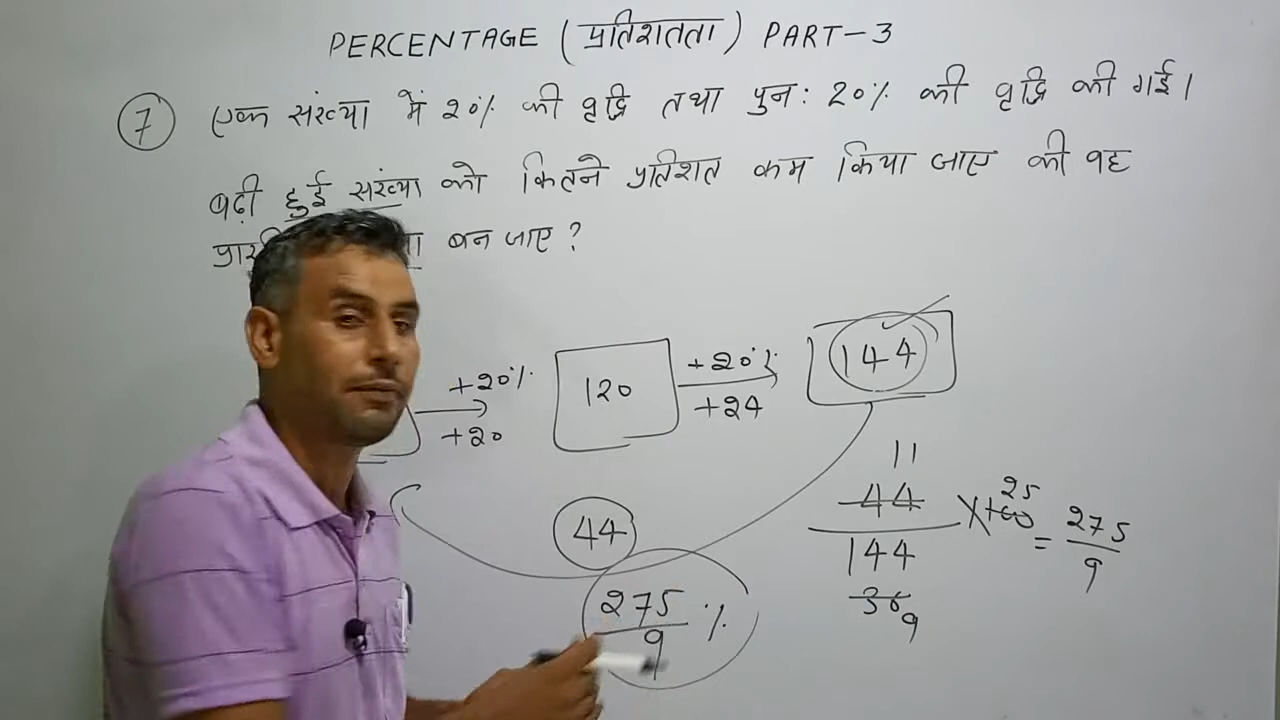 PERCENTAGE (प्रतिशतता) PART-3
7 एक संख्या में 20% की वृद्धि तथा पुन: 20% की वृद्धि की गई।
बढ़ी हुई संख्या को कितने प्रतिशत कम किया जाए की वह
बन जाए ?
+20% +20
120
+20% +24
144
44
275/9 %
11
44
144
36
9
X100 25
= 275/9